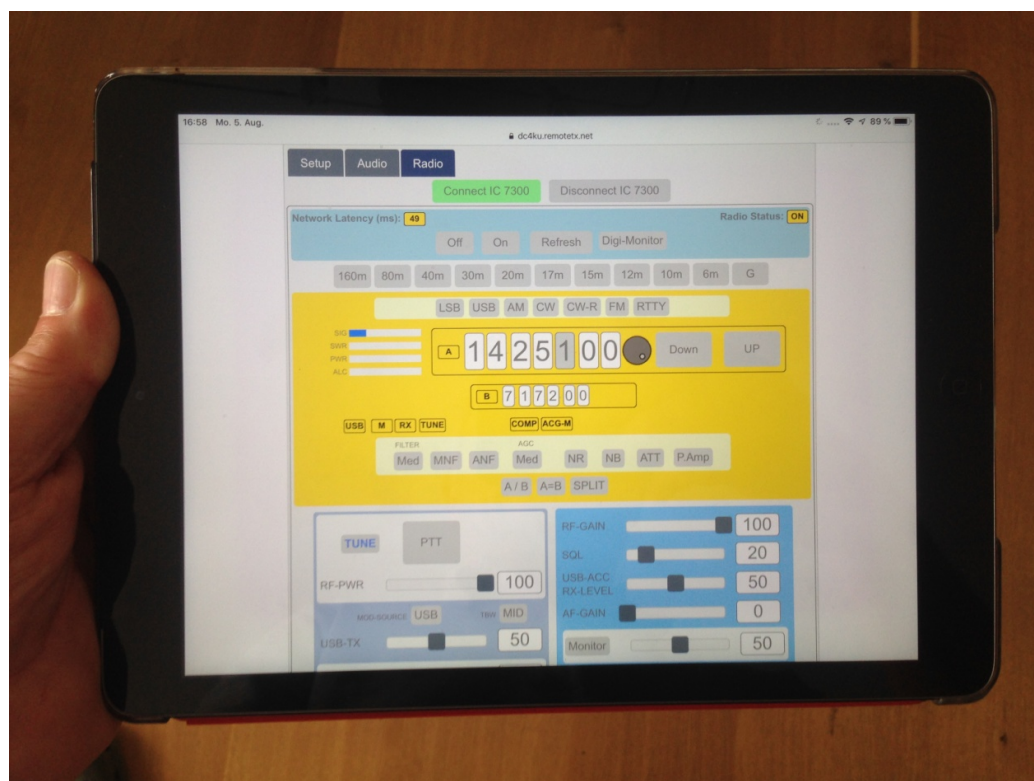 16:58 Mo. 5. Aug.
89 %
dc4ku.remotetx.net
Setup Audio Radio
Connect IC 7300 Disconnect IC 7300
Network Latency (ms): 49 Radio Status: ON
Off On Refresh Digi-Monitor
160m 80m 40m 30m 20m 17m 15m 12m 10m 6m G
LSB USB AM CW CW-R FM RTTY
SIG
SWR
PWR
ALC
A 1425100 Down UP
B 717200
USB M RX TUNE COMP ACG-M
FILTER AGC
Med MNF ANF Med NR NB ATT P.Amp
A / B A=B SPLIT
TUNE PTT
RF-PWR 100
MOD-SOURCE USB TBW MID
USB-TX 50
RF-GAIN 100
SQL 20
USB-ACC
RX-LEVEL 50
AF-GAIN 0
Monitor 50